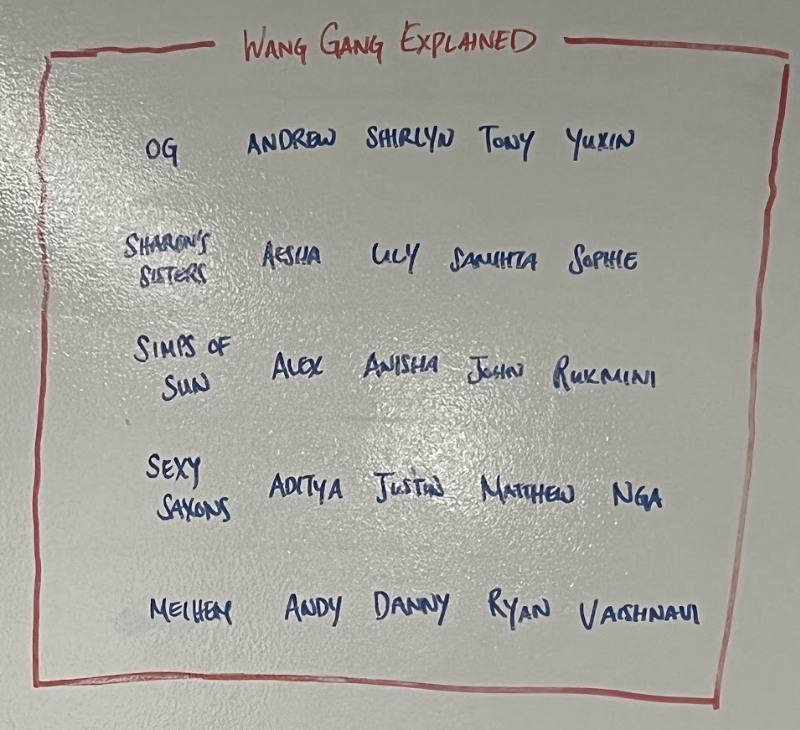 WANG GANG EXPLAINED
OG ANDREW SHIRLYN TONY YUXIN
SHARON'S SISTERS AESHA LILY SAMHITA SOPHIE
SIMPS OF SUN ALEX ANISHA JOHN RUKMINI
SEXY SAXONS ADITYA JUSTIN MATTHEW NGA
ANDY DANNY RYAN VAISHNAVI